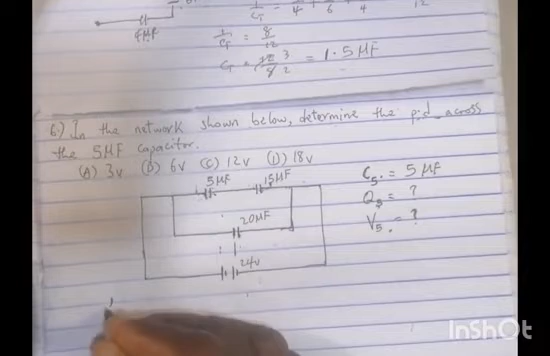 4μF
1/CT = 8/12
CT = 12/8 3/2 = 1.5μF
6.) In the network shown below, determine the p.d across
the 5μF capacitor.
(A) 3v (B) 6v (C) 12v (D) 18v
5μF 15μF
20μF
24v
C5 = 5μF
Q5 = ?
V5 = ?
InShot